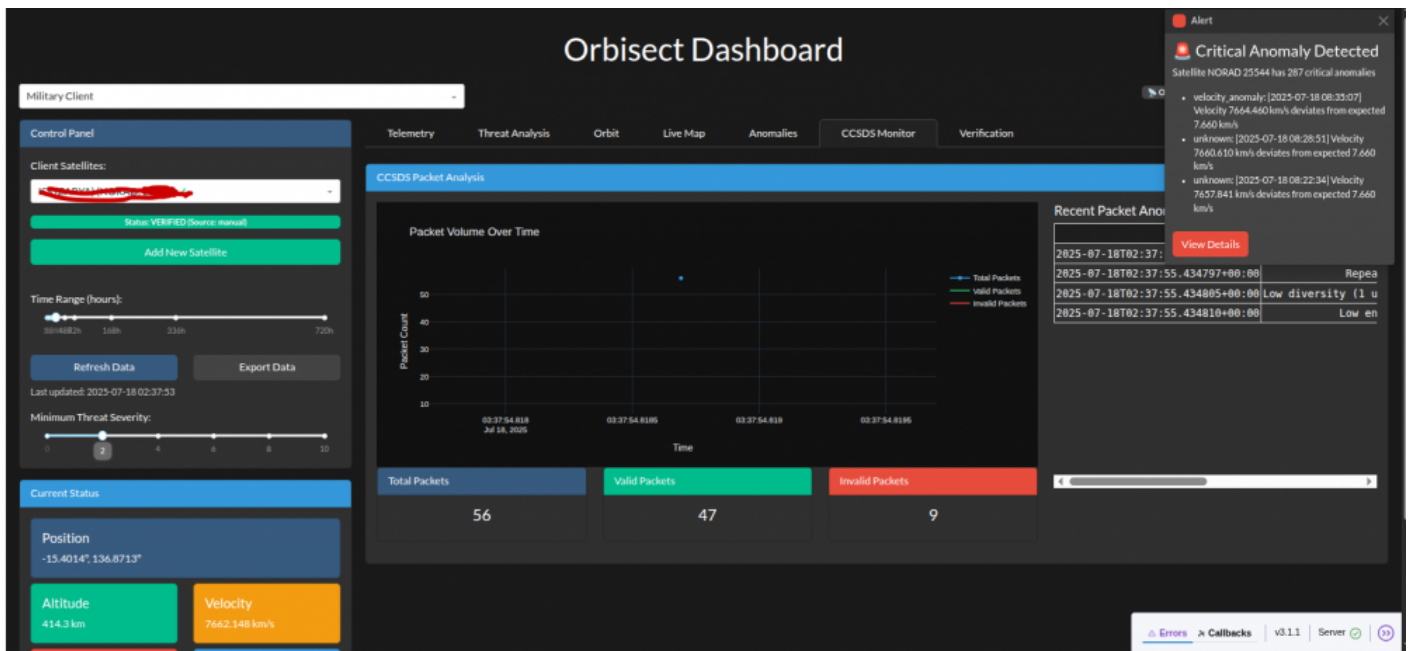 Orbisect Dashboard
Military Client
Control Panel
Client Satellites:
Status: VERIFIED (Source: manual)
Add New Satellite
Time Range (hours):
168h 336h 720h
Refresh Data Export Data
Last updated: 2025-07-18 02:37:53
Minimum Threat Severity:
0 2 4 6 8 10
Current Status
Position
-15.4014°, 136.8713°
Altitude
414.3 km
Velocity
7662.148 km/s
Telemetry Threat Analysis Orbit Live Map Anomalies CCSDS Monitor Verification
CCSDS Packet Analysis
Packet Volume Over Time
Total Packets
Valid Packets
Invalid Packets
Packet Count
50
40
30
20
10
03:37:54.818 03:37:54.8185 03:37:54.819 03:37:54.8195
Jul 18, 2025
Time
Total Packets
56
Valid Packets
47
Invalid Packets
9
Recent Packet Ano
2025-07-18T02:37:
2025-07-18T02:37:55.434797+00:00 Repea
2025-07-18T02:37:55.434805+00:00 Low diversity (1 u
2025-07-18T02:37:55.434810+00:00 Low en
Alert
Critical Anomaly Detected
Satellite NORAD 25544 has 287 critical anomalies
velocity_anomaly: [2025-07-18 08:35:07]
Velocity 7664.460 km/s deviates from expected
7.660 km/s
unknown: [2025-07-18 08:28:51] Velocity
7660.610 km/s deviates from expected 7.660
km/s
unknown: [2025-07-18 08:22:34] Velocity
7657.841 km/s deviates from expected 7.660
km/s
View Details
Errors Callbacks v3.1.1 Server